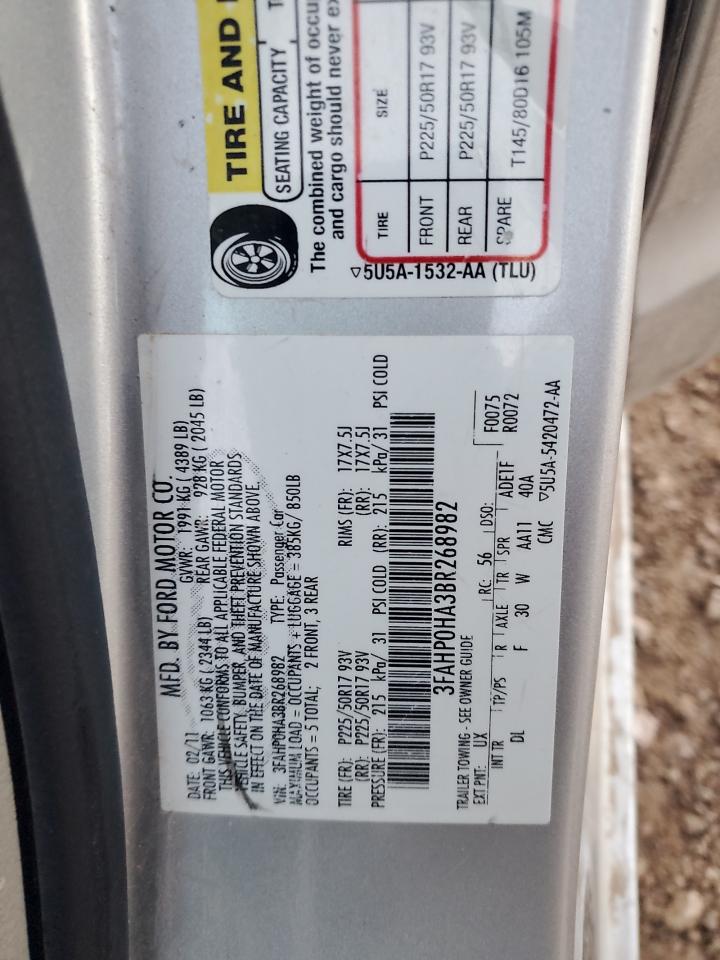 TIRE AND
SEATING CAPACITY
The combined weight of occu
and cargo should never ex
TIRE SIZE
FRONT P225/50R17 93V
REAR P225/50R17 93V
SPARE T145/80D16 105M
▽5U5A-1532-AA (TLU)
MFD. BY FORD MOTOR CO.
DATE: 02/11 GVWR: 1991 KG ( 4389 LB)
FRONT GAWR: 1063 KG ( 2344 LB) REAR GAWR: 928 KG ( 2045 LB)
THIS VEHICLE CONFORMS TO ALL APPLICABLE FEDERAL MOTOR
VEHICLE SAFETY, BUMPER, AND THEFT PREVENTION STANDARDS
IN EFFECT ON THE DATE OF MANUFACTURE SHOWN ABOVE.
VIN: 3FAHP0HA3BR268982 TYPE: Passenger Car
MAXIMUM LOAD = OCCUPANTS + LUGGAGE = 385KG/ 850LB
OCCUPANTS = 5 TOTAL; 2 FRONT, 3 REAR
TIRE (FR): P225/50R17 93V RIMS (FR): 17X7.5J
(RR): P225/50R17 93V (RR): 17X7.5J
PRESSURE (FR): 215 kPa/ 31 PSI COLD (RR): 215 kPa/ 31 PSI COLD
3FAHP0HA3BR268982
TRAILER TOWING - SEE OWNER GUIDE
EXT PNT: UX RC: 56 DSO: F0075
R0072
INT TR TP/PS R AXLE TR SPR ADETF
DL F 30 W AA11 40A
CMC ▽5U5A-5420472-AA